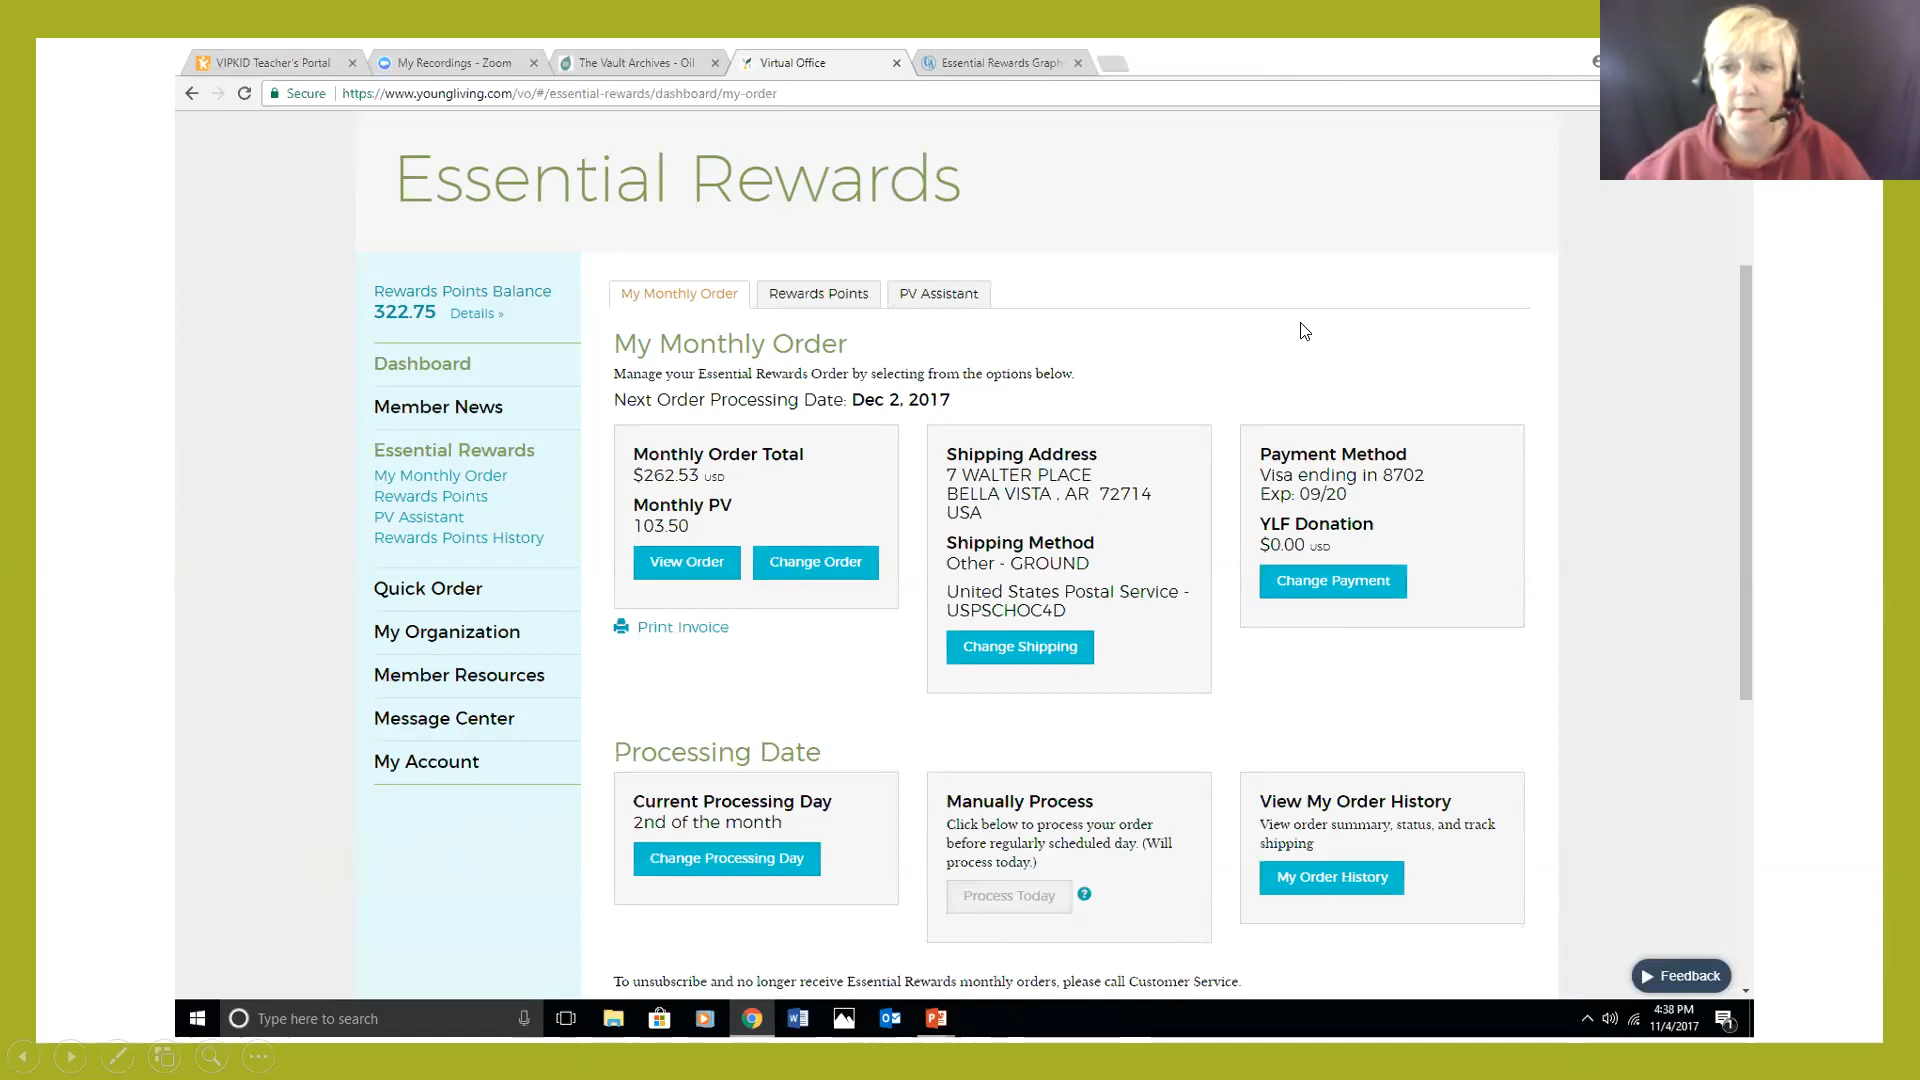 VIPKID Teacher's Portal
My Recordings - Zoom
The Vault Archives - Oil
Virtual Office
Essential Rewards Graph
Secure
https://www.youngliving.com/vo/#/essential-rewards/dashboard/my-order
Essential Rewards
Rewards Points Balance
322.75 Details »
Dashboard
Member News
Essential Rewards
My Monthly Order
Rewards Points
PV Assistant
Rewards Points History
Quick Order
My Organization
Member Resources
Message Center
My Account
My Monthly Order
Rewards Points
PV Assistant
My Monthly Order
Manage your Essential Rewards Order by selecting from the options below.
Next Order Processing Date: Dec 2, 2017
Monthly Order Total
$262.53 USD
Monthly PV
103.50
View Order
Change Order
Print Invoice
Shipping Address
7 WALTER PLACE
BELLA VISTA , AR 72714
USA
Shipping Method
Other - GROUND
United States Postal Service -
USPSCHOC4D
Change Shipping
Payment Method
Visa ending in 8702
Exp: 09/20
YLF Donation
$0.00 USD
Change Payment
Processing Date
Current Processing Day
2nd of the month
Change Processing Day
Manually Process
Click below to process your order
before regularly scheduled day. (Will
process today.)
Process Today
?
View My Order History
View order summary, status, and track
shipping
My Order History
To unsubscribe and no longer receive Essential Rewards monthly orders, please call Customer Service.
Feedback
Type here to search
4:38 PM
11/4/2017
1